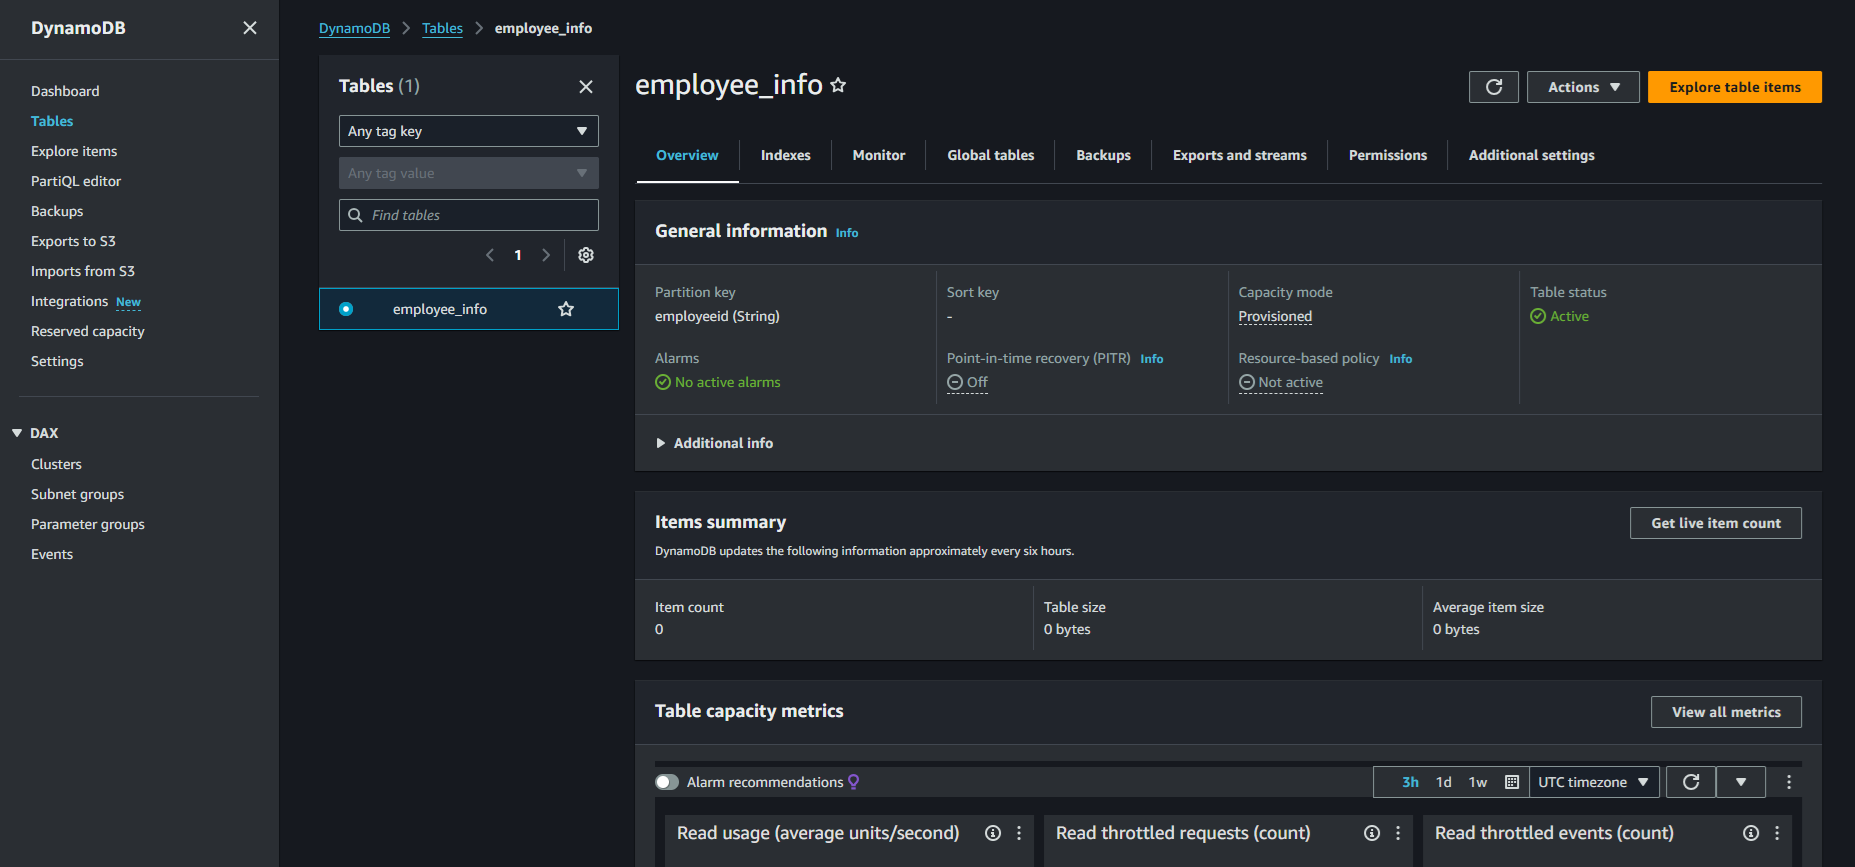 DynamoDB
Dashboard
Tables
Explore items
PartiQL editor
Backups
Exports to S3
Imports from S3
Integrations New
Reserved capacity
Settings
DAX
Clusters
Subnet groups
Parameter groups
Events
DynamoDB > Tables > employee_info
Tables (1)
Any tag key
Any tag value
Find tables
1
employee_info
employee_info
Actions
Explore table items
Overview
Indexes
Monitor
Global tables
Backups
Exports and streams
Permissions
Additional settings
General information Info
Partition key
employeeid (String)
Sort key
-
Capacity mode
Provisioned
Table status
Active
Alarms
No active alarms
Point-in-time recovery (PITR) Info
Off
Resource-based policy Info
Not active
Additional info
Items summary
Get live item count
DynamoDB updates the following information approximately every six hours.
Item count
0
Table size
0 bytes
Average item size
0 bytes
Table capacity metrics
View all metrics
Alarm recommendations
3h 1d 1w
UTC timezone
Read usage (average units/second)
Read throttled requests (count)
Read throttled events (count)